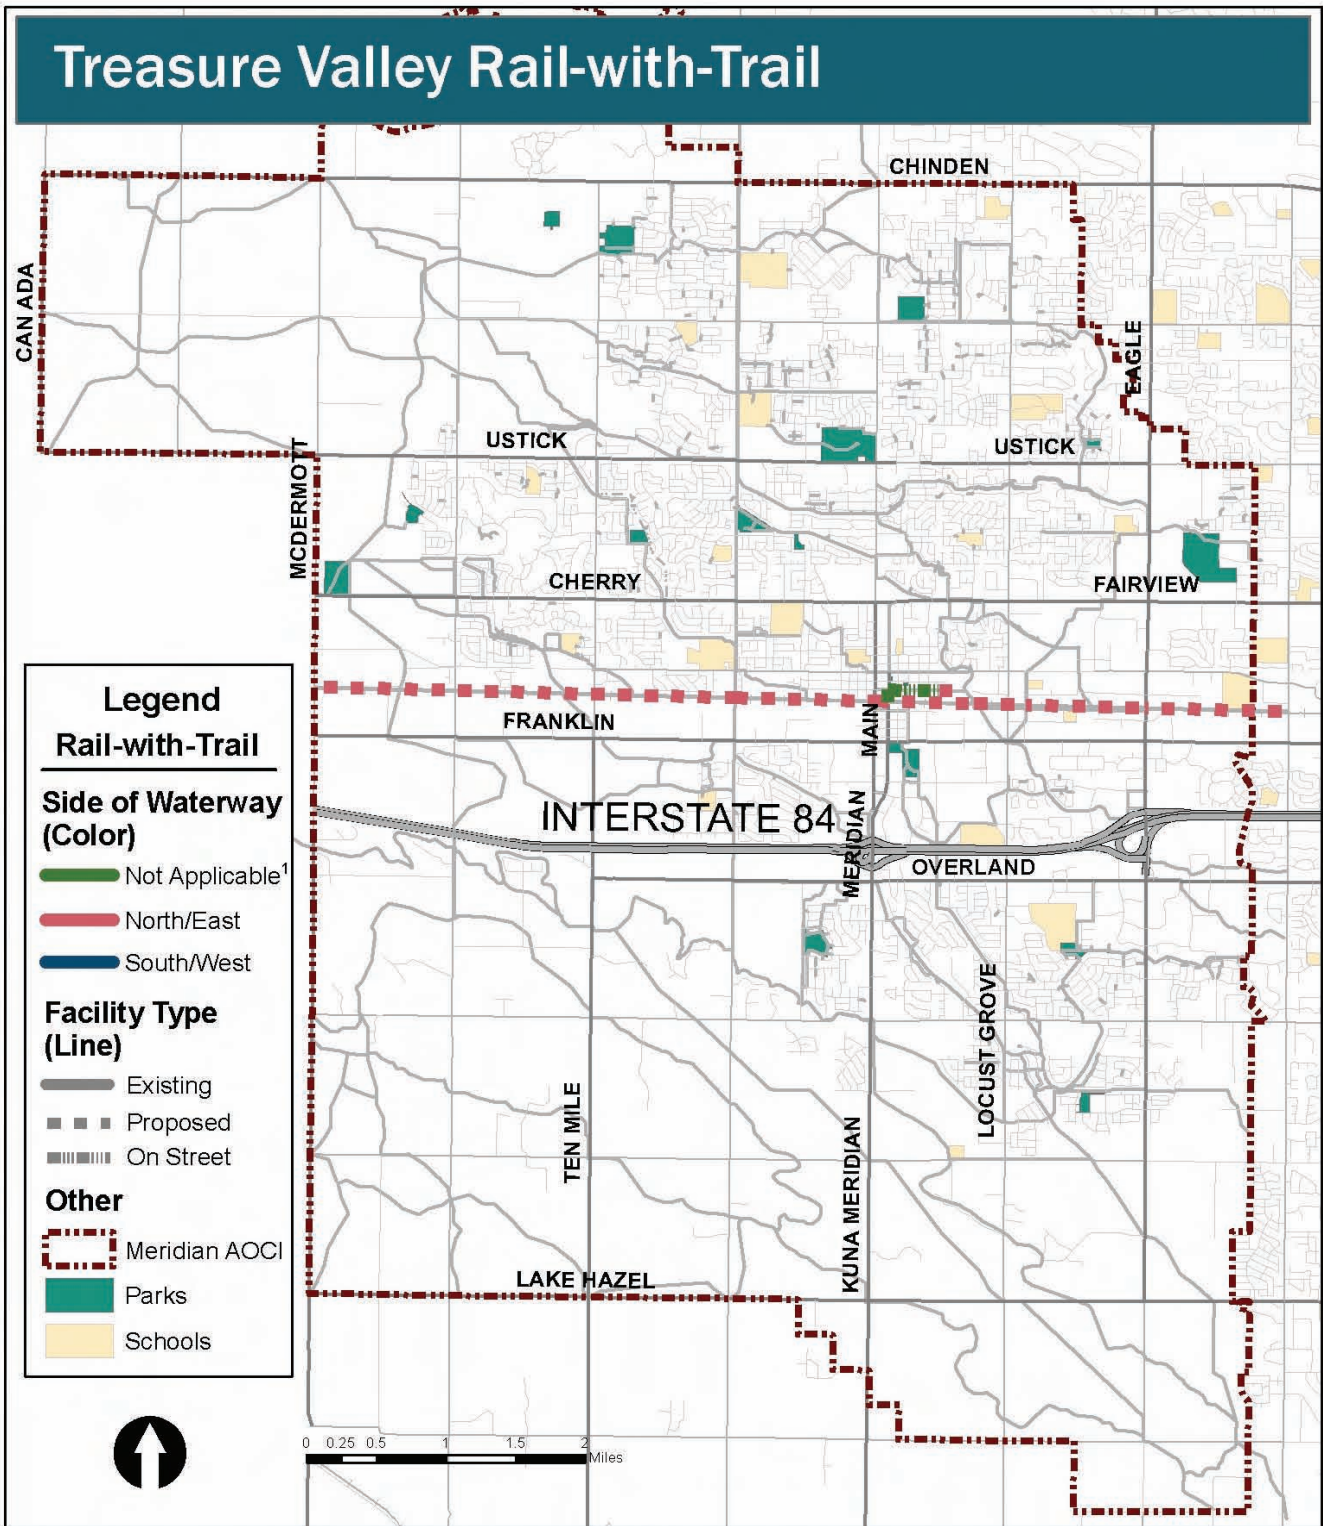 Treasure Valley Rail-with-Trail
CHINDEN
CAN ADA
EAGLE
USTICK
USTICK
MCDERMOTT
CHERRY
FAIRVIEW
FRANKLIN
MAIN
INTERSTATE 84
MERIDIAN
OVERLAND
LOCUST GROVE
TEN MILE
KUNA MERIDIAN
LAKE HAZEL
Legend
Rail-with-Trail
Side of Waterway
(Color)
Not Applicable¹
North/East
South/West
Facility Type
(Line)
Existing
Proposed
On Street
Other
Meridian AOCI
Parks
Schools
0 0.25 0.5 1 1.5 2
Miles